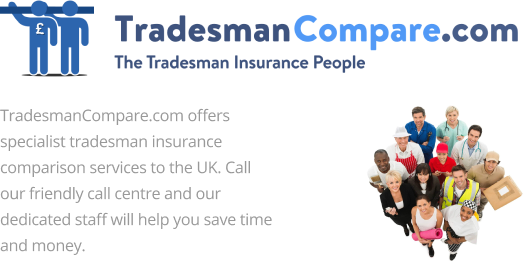 £
TradesmanCompare.com
The Tradesman Insurance People
TradesmanCompare.com offers
specialist tradesman insurance
comparison services to the UK. Call
our friendly call centre and our
dedicated staff will help you save time
and money.